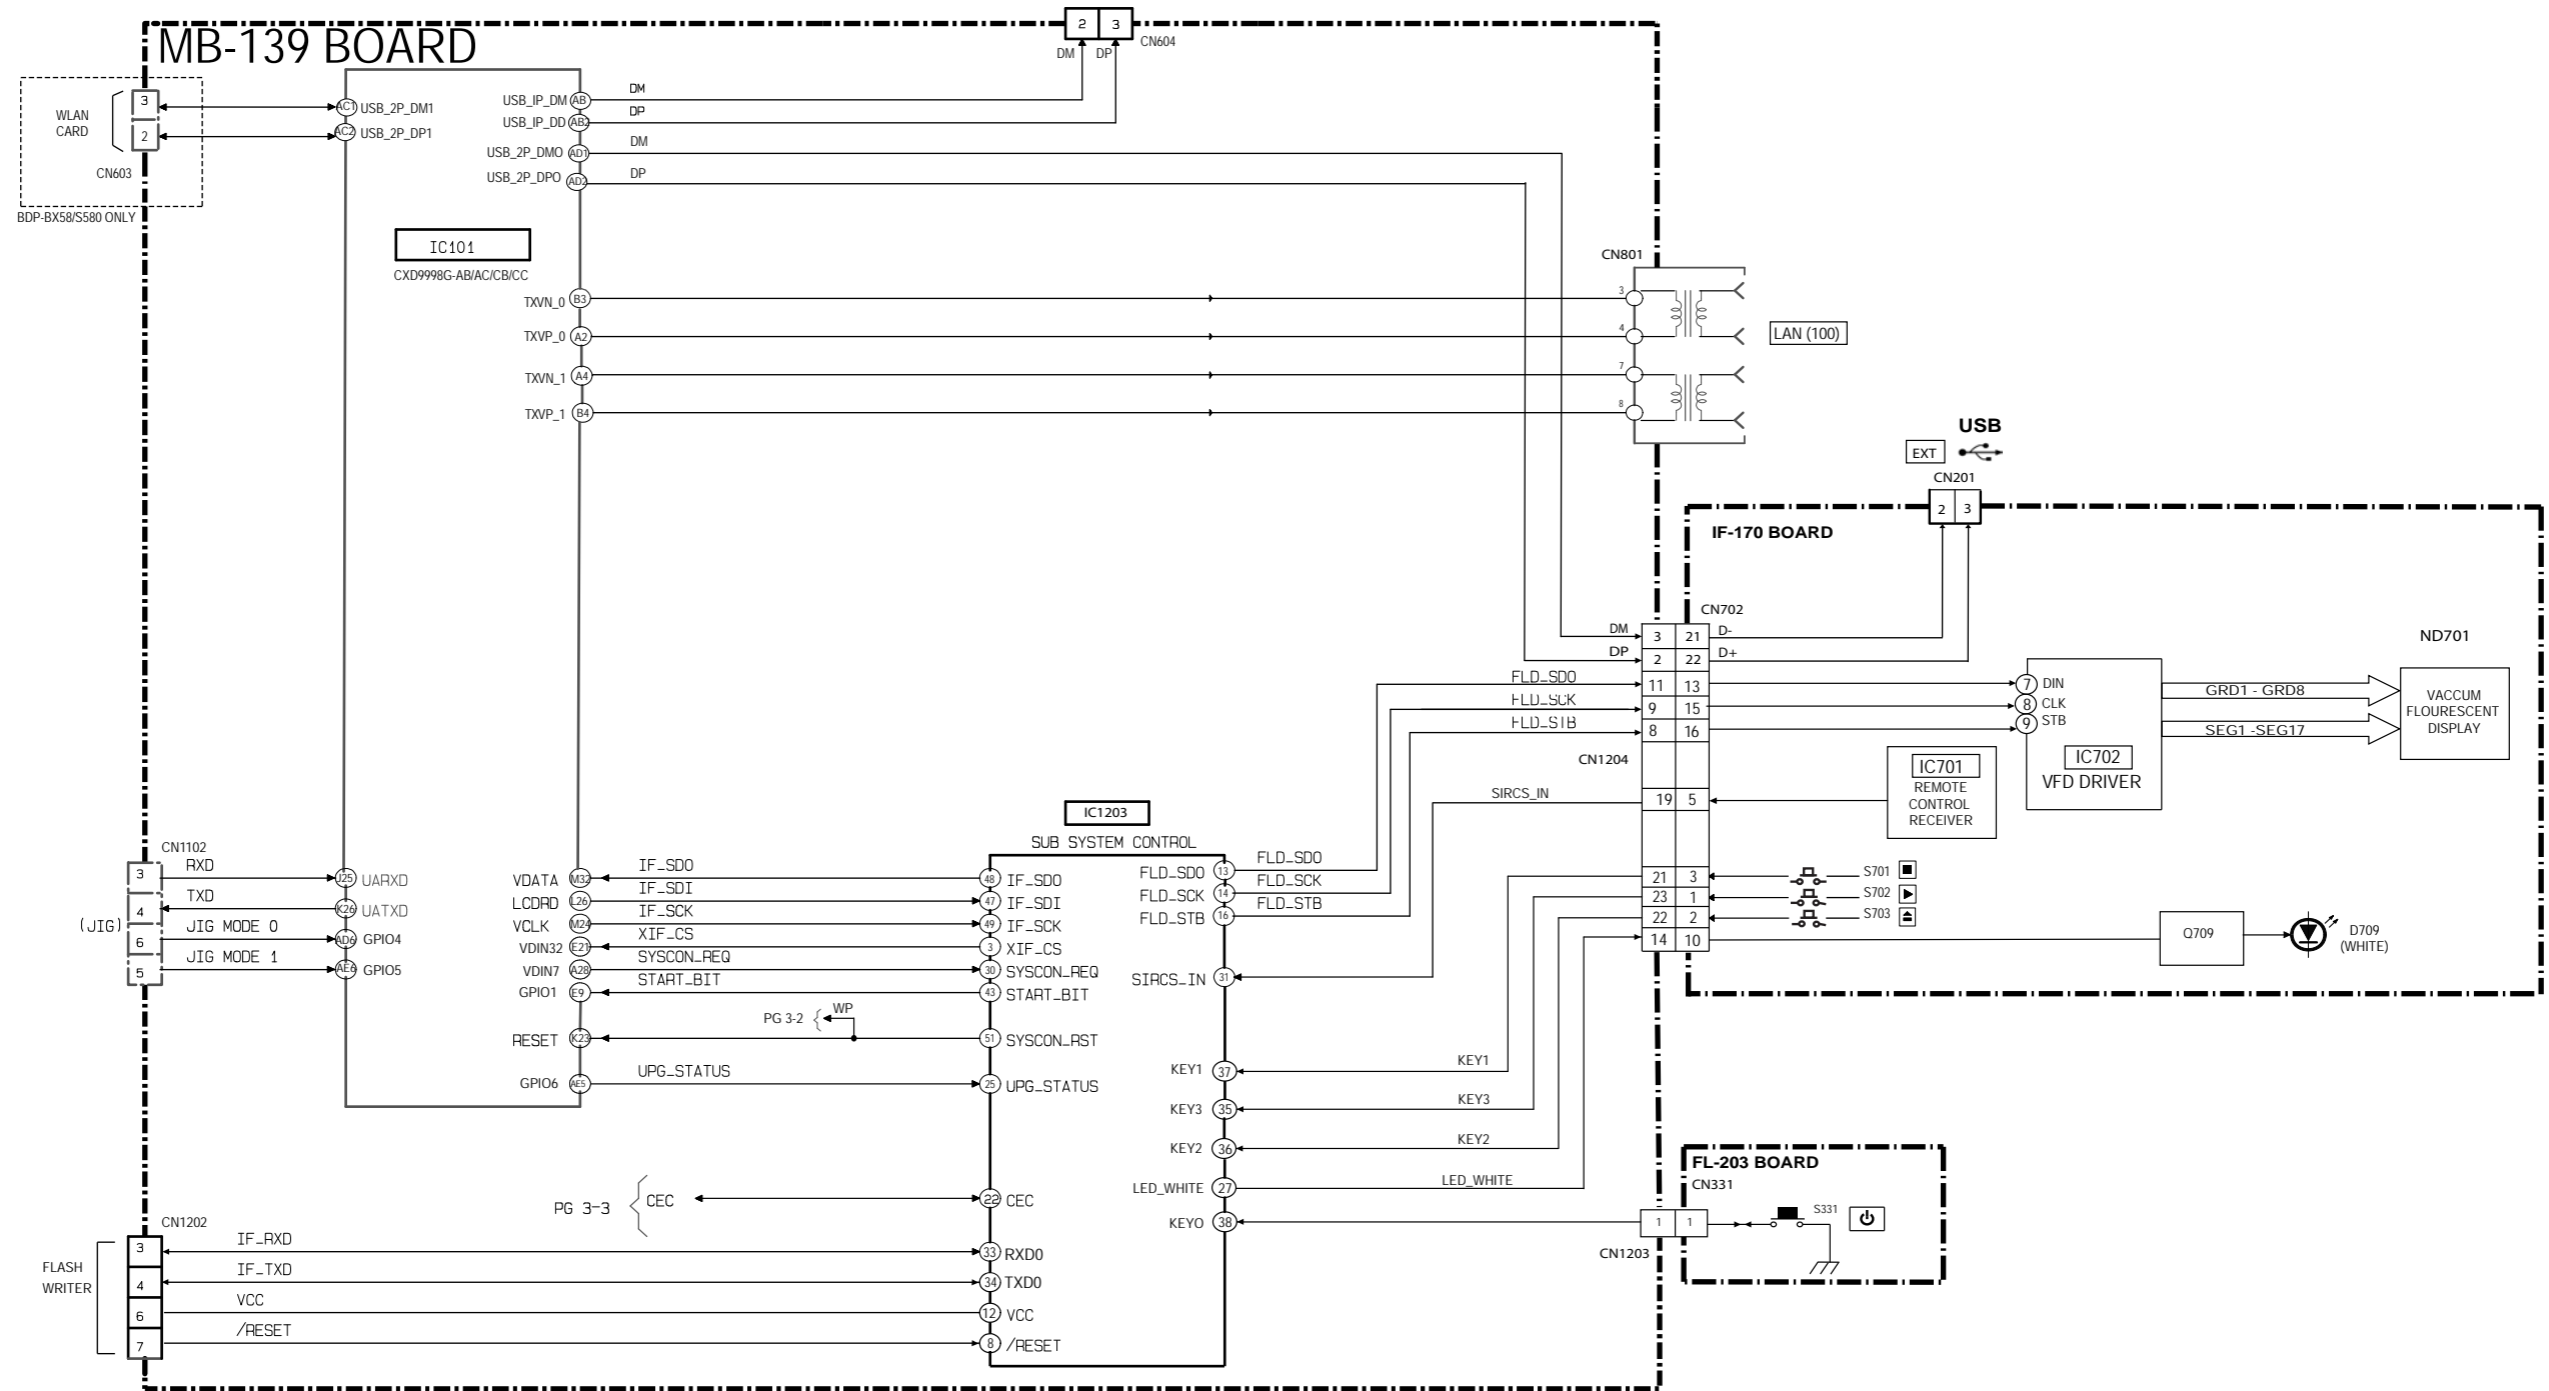 MB-139 BOARD
2 3
CN604
DM DP
WLAN
CARD
3
2
CN603
BDP-BX58/S580 ONLY
AC1 USB_2P_DM1
AC2 USB_2P_DP1
USB_IP_DM AB DM
USB_IP_DD AB2 DP
USB_2P_DMO AD1 DM
USB_2P_DPO AD2 DP
IC101
CXD9998G-AB/AC/CB/CC
TXVN_0 B3
TXVP_0 A2
TXVN_1 A4
TXVP_1 B4
CN801
3
4
7
8
LAN (100)
USB
EXT
CN201
2 3
IF-170 BOARD
CN702
DM 3 21 D-
DP 2 22 D+
FLD_SDO 11 13
FLD_SCK 9 15
FLD_STB 8 16
CN1204
SIRCS_IN 19 5
21 3
23 1
22 2
14 10
7 DIN
8 CLK
9 STB
IC702
VFD DRIVER
GRD1 - GRD8
SEG1 -SEG17
ND701
VACCUM
FLOURESCENT
DISPLAY
IC701
REMOTE
CONTROL
RECEIVER
S701
S702
S703
Q709
D709
(WHITE)
CN1102
(JIG)
3 RXD J25 UARXD
4 TXD K26 UATXD
6 JIG MODE 0 AD6 GPIO4
5 JIG MODE 1 AE6 GPIO5
IC1203
SUB SYSTEM CONTROL
VDATA M32 IF_SDO 48 IF_SDO
LCDRD L26 IF_SDI 47 IF_SDI
VCLK M24 IF_SCK 49 IF_SCK
VDIN32 E21 XIF_CS 3 XIF_CS
VDIN7 A28 SYSCON_REQ 30 SYSCON_REQ
GPIO1 E9 START_BIT 43 START_BIT
PG 3-2 WP
RESET K23 51 SYSCON_RST
GPIO6 AE5 UPG_STATUS 25 UPG_STATUS
PG 3-3 CEC 22 CEC
FLD_SDO 13 FLD_SDO
FLD_SCK 14 FLD_SCK
FLD_STB 16 FLD_STB
SIRCS_IN 31
KEY1 37 KEY1
KEY3 35 KEY3
KEY2 36 KEY2
LED_WHITE 27 LED_WHITE
KEYO 38
CN1202
FLASH
WRITER
3 IF_RXD 33 RXD0
4 IF_TXD 34 TXD0
6 VCC 12 VCC
7 /RESET 8 /RESET
FL-203 BOARD
CN331
1 1
CN1203
S331